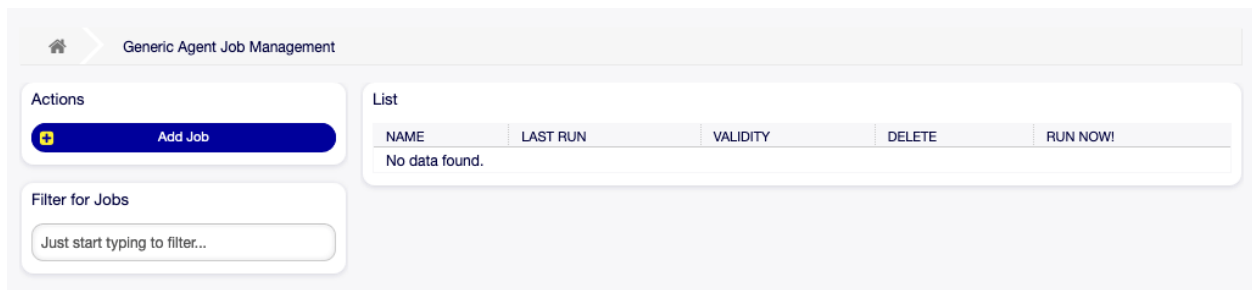 Generic Agent Job Management
Actions
Add Job
Filter for Jobs
Just start typing to filter...
List
NAME LAST RUN VALIDITY DELETE RUN NOW!
No data found.